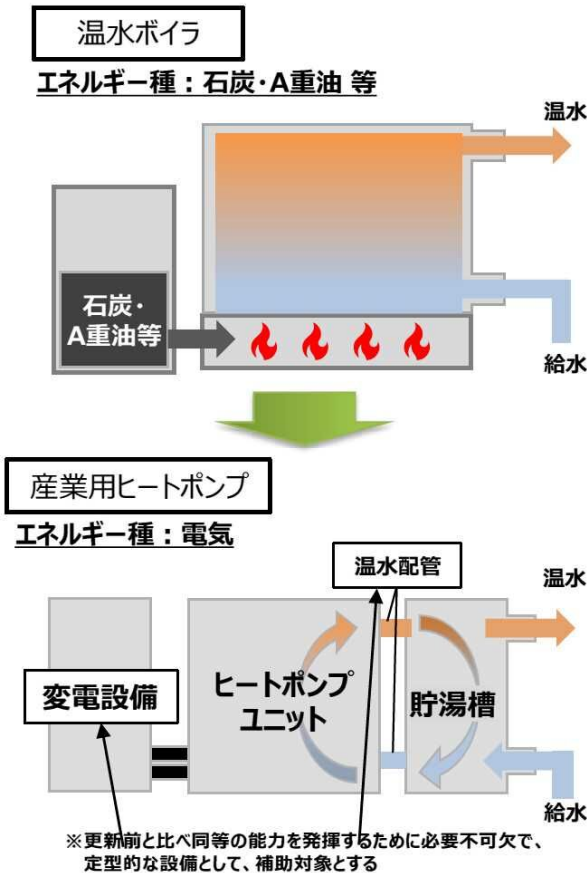 温水ボイラ
エネルギー種：石炭・A重油 等
温水
石炭・
A重油等
給水
産業用ヒートポンプ
エネルギー種：電気
温水配管
温水
変電設備
ヒートポンプ
ユニット
貯湯槽
給水
※更新前と比べ同等の能力を発揮するために必要不可欠で、
定型的な設備として、補助対象とする